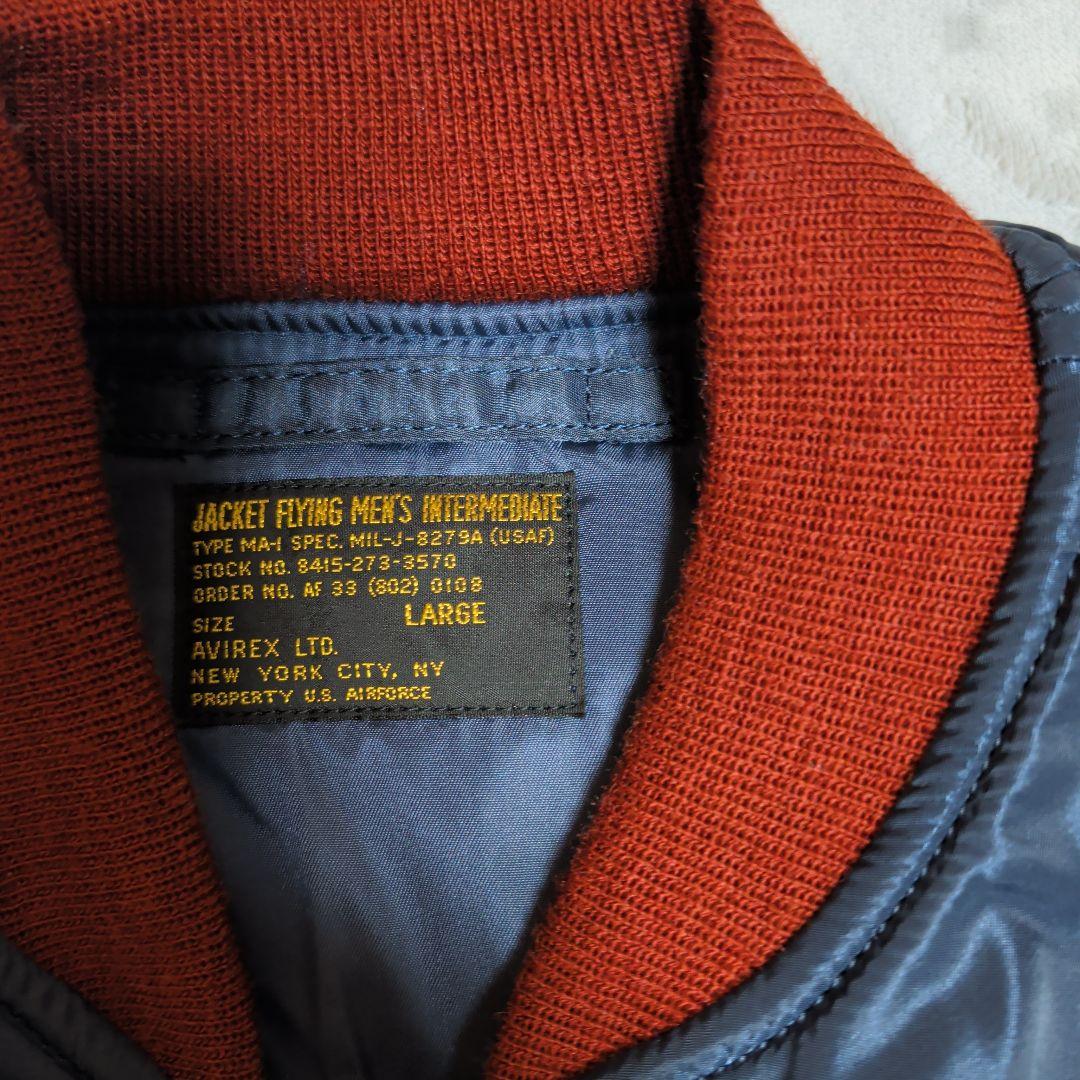 JACKET FLYING MEN'S INTERMEDIATE
TYPE MA-1 SPEC. MIL-J-8279A (USAF)
STOCK NO. 8415-273-3570
ORDER NO. AF 33 (802) 0108
SIZE LARGE
AVIREX LTD.
NEW YORK CITY, NY
PROPERTY U.S. AIRFORCE